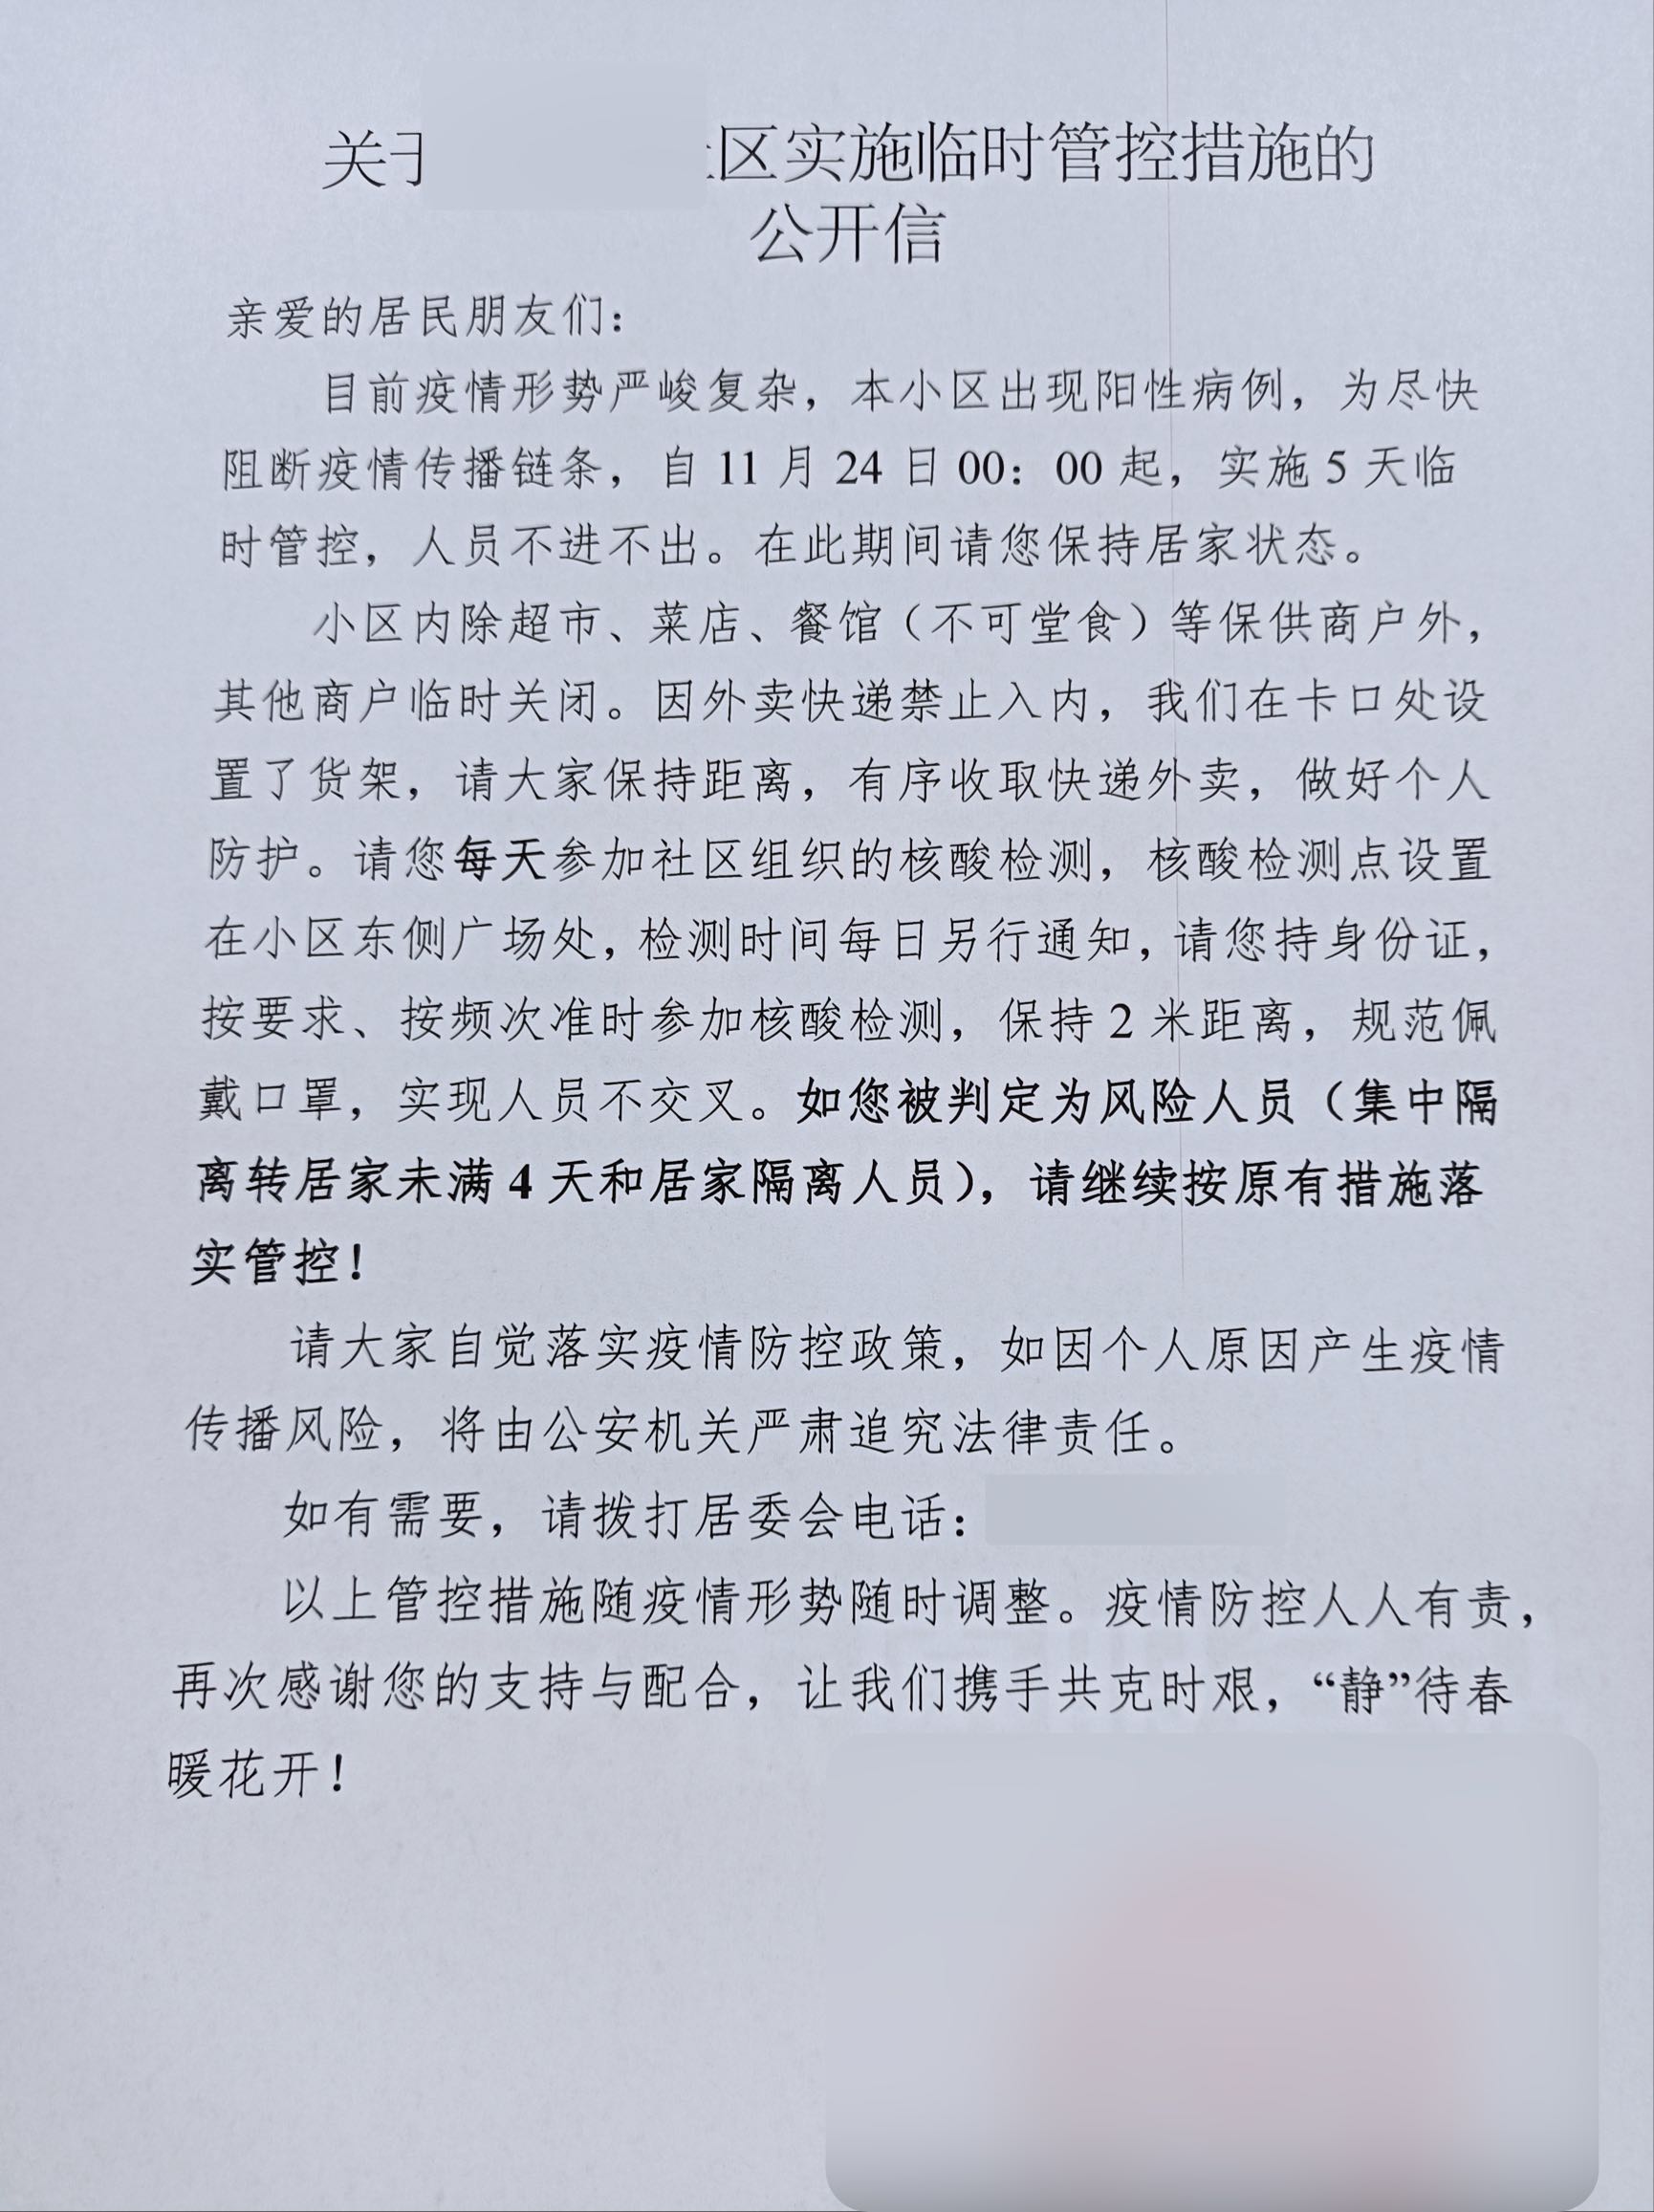 关于 区实施临时管控措施的
公开信
亲爱的居民朋友们：
目前疫情形势严峻复杂，本小区出现阳性病例，为尽快
阻断疫情传播链条，自 11 月 24 日 00：00 起，实施 5 天临
时管控，人员不进不出。在此期间请您保持居家状态。
小区内除超市、菜店、餐馆（不可堂食）等保供商户外，
其他商户临时关闭。因外卖快递禁止入内，我们在卡口处设
置了货架，请大家保持距离，有序收取快递外卖，做好个人
防护。请您每天参加社区组织的核酸检测，核酸检测点设置
在小区东侧广场处，检测时间每日另行通知，请您持身份证，
按要求、按频次准时参加核酸检测，保持 2 米距离，规范佩
戴口罩，实现人员不交叉。如您被判定为风险人员（集中隔
离转居家未满 4 天和居家隔离人员），请继续按原有措施落
实管控！
请大家自觉落实疫情防控政策，如因个人原因产生疫情
传播风险，将由公安机关严肃追究法律责任。
如有需要，请拨打居委会电话：
以上管控措施随疫情形势随时调整。疫情防控人人有责，
再次感谢您的支持与配合，让我们携手共克时艰，“静”待春
暖花开！